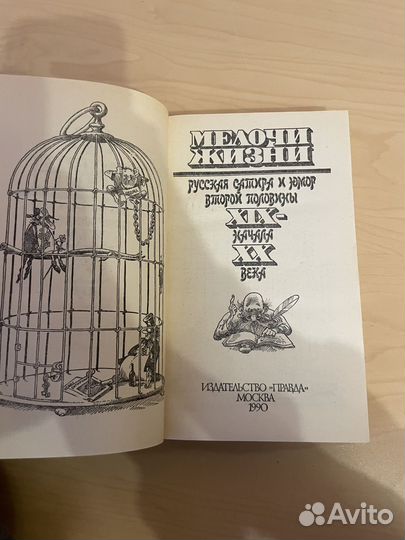 МЕЛОЧИ
ЖИЗНИ
РУССКАЯ САТИРА И ЮМОР
ВТОРОЙ ПОЛОВИНЫ
XIX-
НАЧАЛА
XX
ВЕКА
ИЗДАТЕЛЬСТВО «ПРАВДА»
МОСКВА
1990
Avito